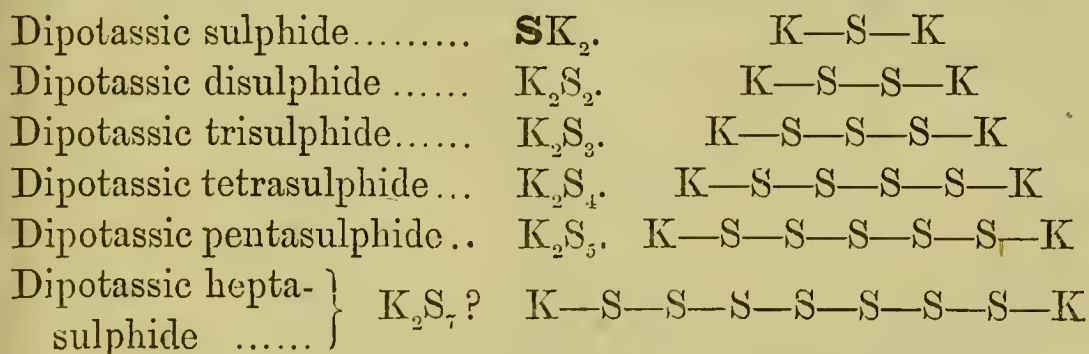 Dipotassic sulphide......... SK₂. K—S—K
Dipotassic disulphide ...... K₂S₂. K—S—S—K
Dipotassic trisulphide...... K₂S₃. K—S—S—S—K
Dipotassic tetrasulphide... K₂S₄. K—S—S—S—S—K
Dipotassic pentasulphide.. K₂S₅. K—S—S—S—S—S—K
Dipotassic hepta- } K₂S₇? K—S—S—S—S—S—S—S—K
sulphide ......